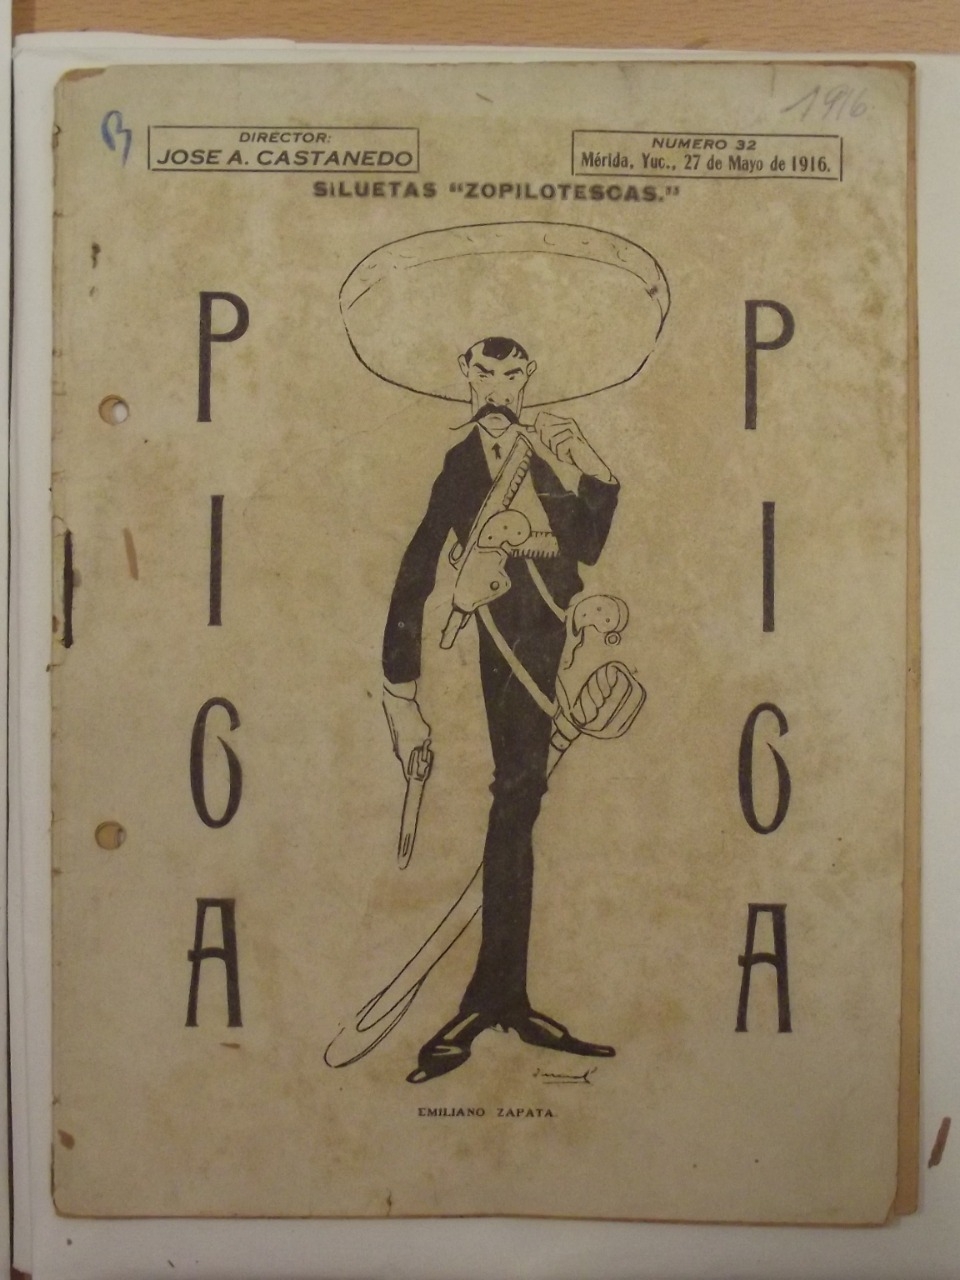 1916.
B
DIRECTOR:
JOSE A. CASTANEDO
NUMERO 32
Mérida, Yuc., 27 de Mayo de 1916.
SILUETAS "ZOPILOTESCAS."
PIGA
PIGA
EMILIANO ZAPATA.